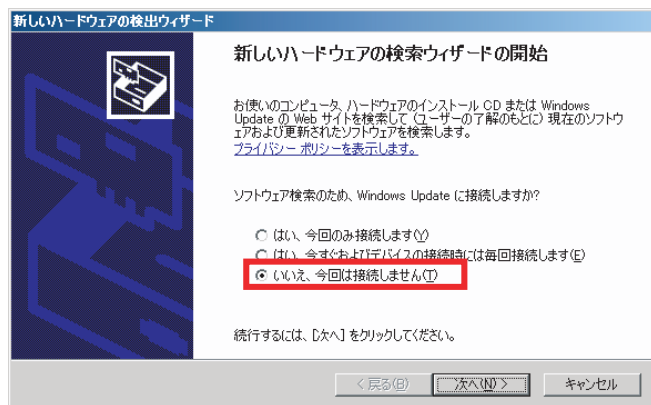 新しいハードウェアの検出ウィザード
新しいハードウェアの検索ウィザードの開始
お使いのコンピュータ、ハードウェアのインストール CD または Windows
Update の Web サイトを検索して (ユーザーの了解のもとに) 現在のソフトウ
ェアおよび更新されたソフトウェアを検索します。
プライバシー ポリシーを表示します。
ソフトウェア検索のため、Windows Update に接続しますか?
はい、今回のみ接続します(Y)
はい、今すぐおよびデバイスの接続時には毎回接続します(E)
いいえ、今回は接続しません(T)
続行するには、[次へ] をクリックしてください。
< 戻る(B)
次へ(N) >
キャンセル